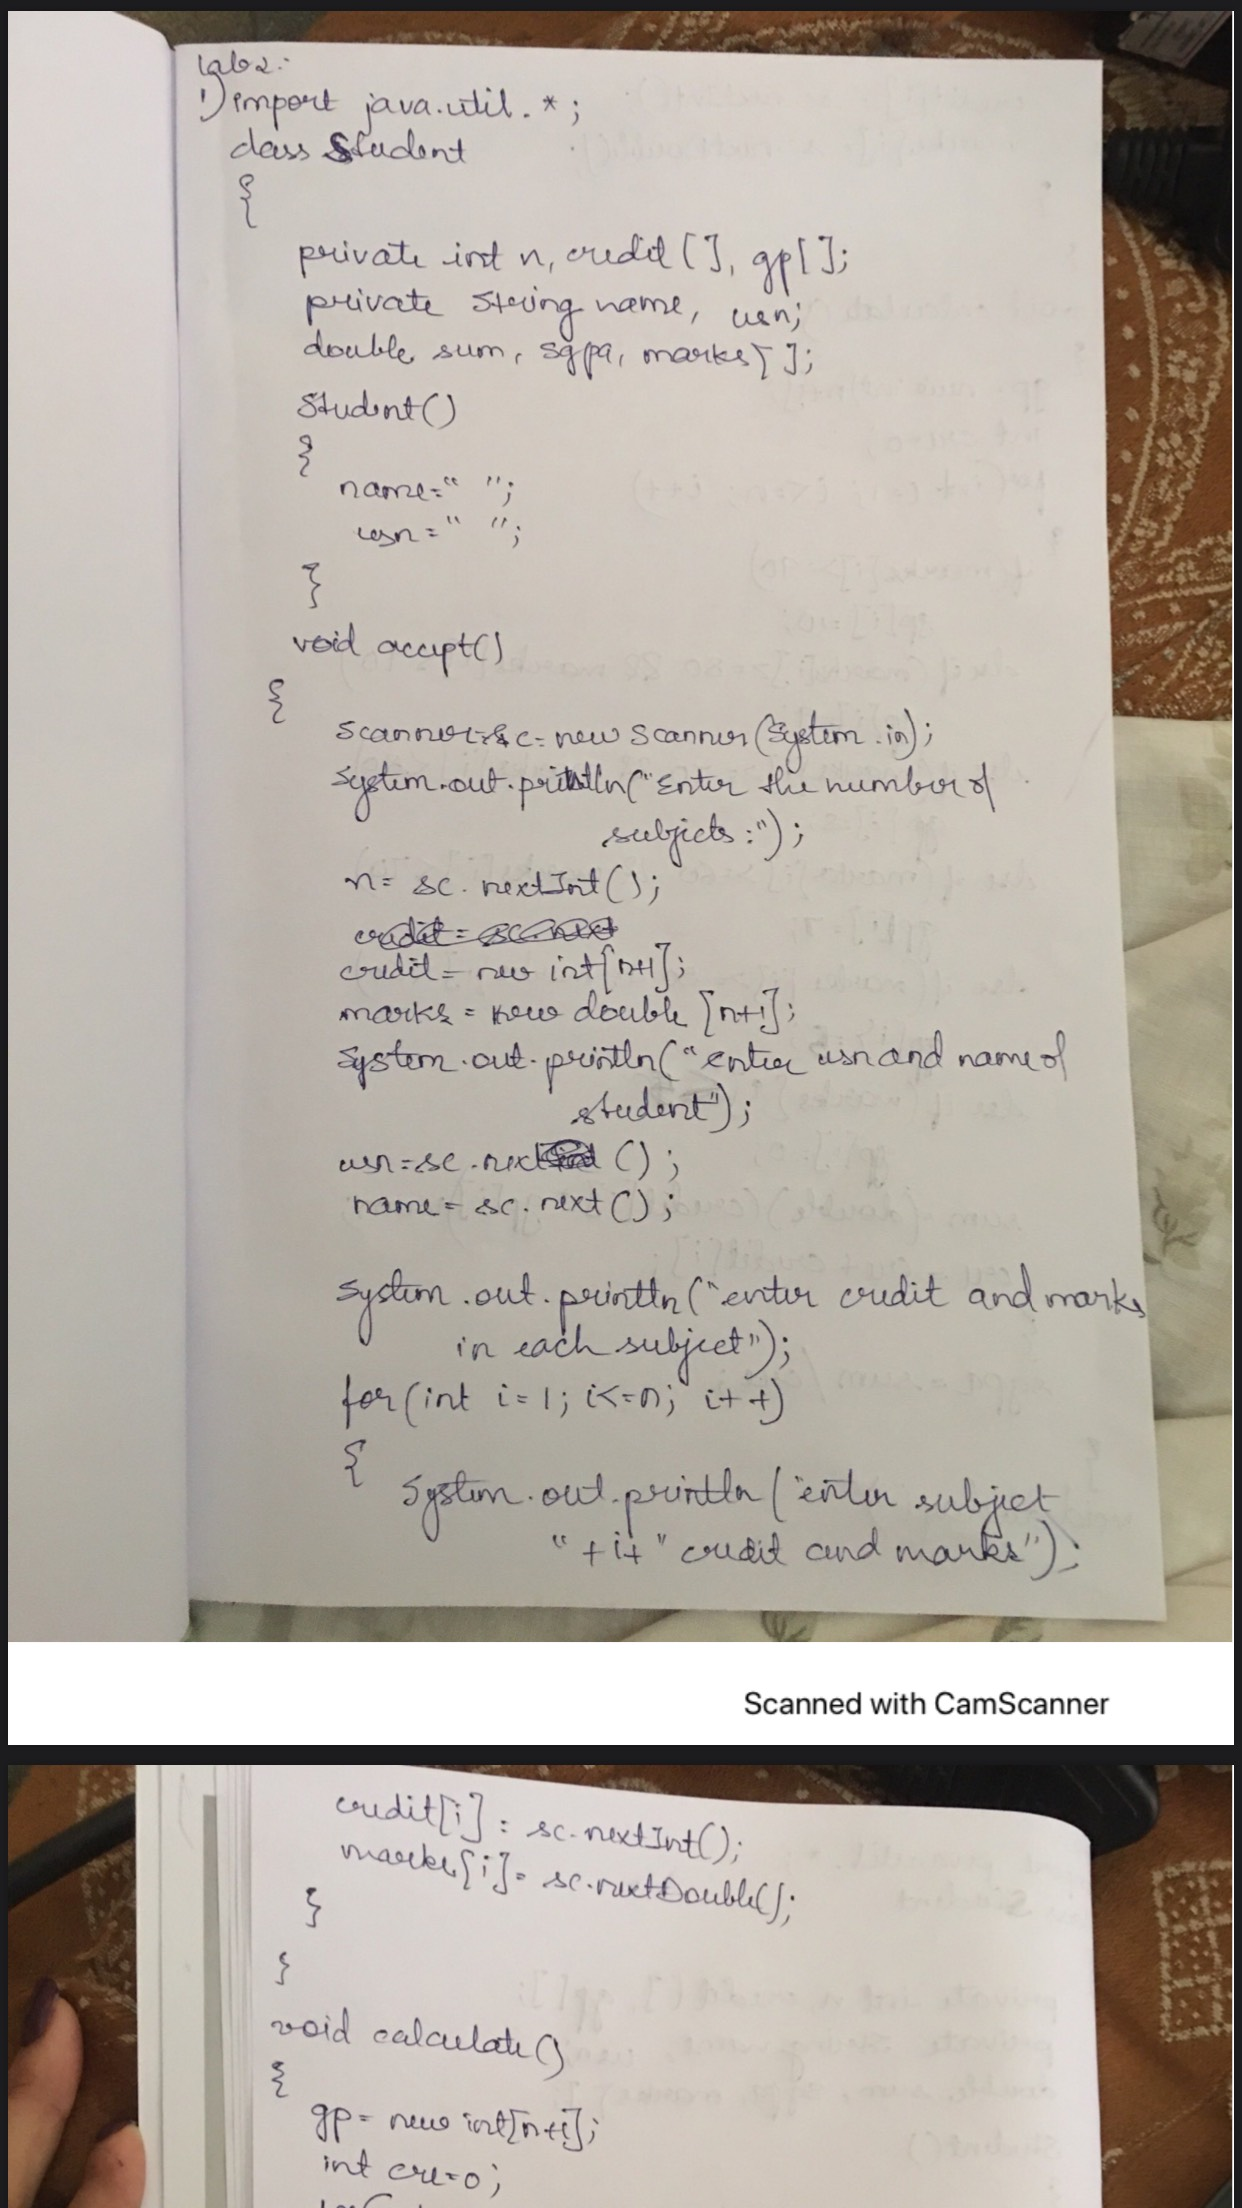 Lab 2:-
1) import java.util.*;
class Student
{
private int n, credit[], gp[];
private String name, usn;
double sum, sgpa, marks[];
Student()
{
name=" ";
usn=" ";
}
void accept()
{
Scanner sc= new Scanner(System.in);
System.out.println("Enter the number of
subjects:");
n= sc.nextInt();
credit= new int[n+1];
marks= new double [n+1];
System.out.println("enter usn and name of
student");
usn=sc.next();
name= sc.next();
System.out.println("enter credit and marks
in each subject");
for(int i=1; i<=n; i++)
{
System.out.println("enter subject
"+i+" credit and marks");
Scanned with CamScanner
credit[i]= sc.nextInt();
marks[i]= sc.nextDouble();
}
}
void calculate()
{
gp= new int[n+1];
int cre=0;